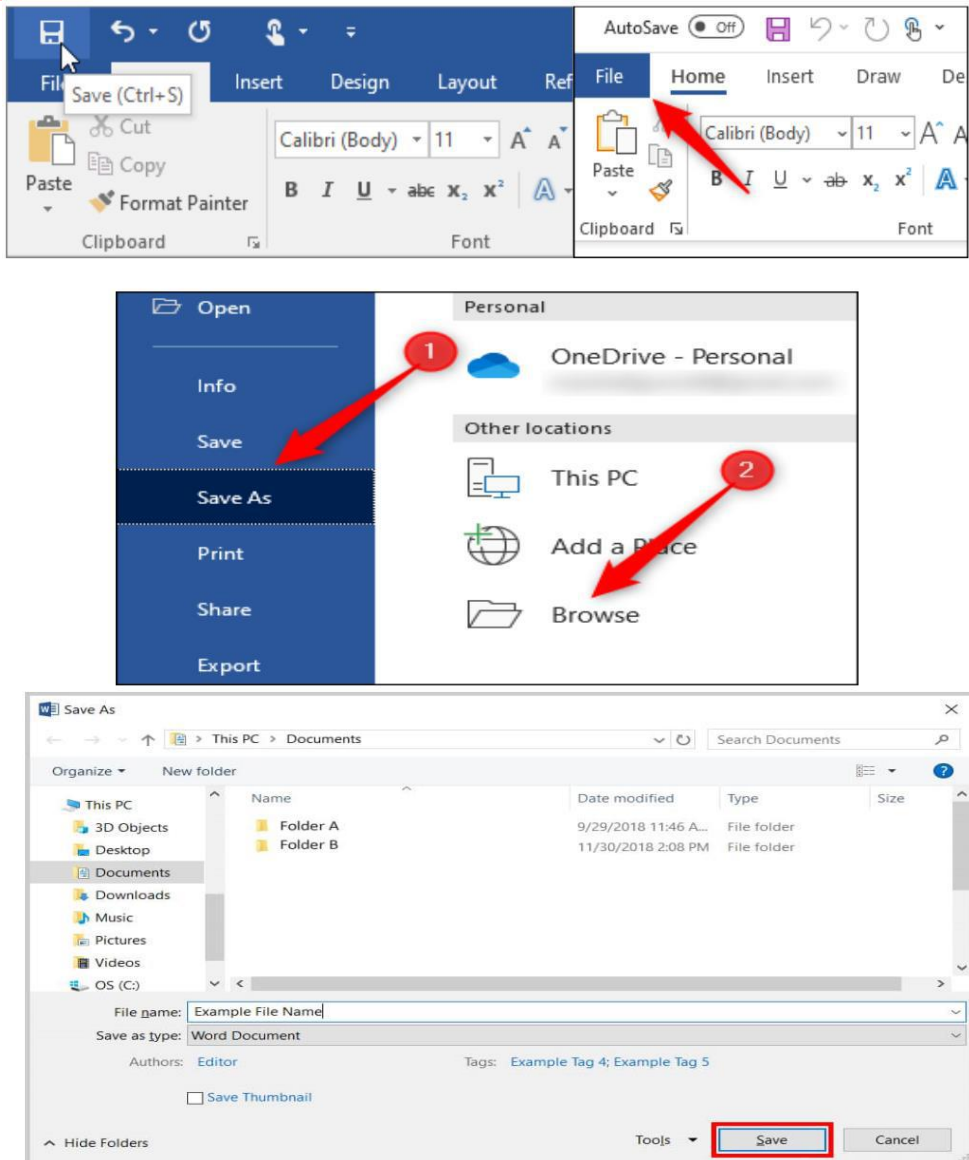 Save (Ctrl+S)
File Insert Design Layout Ref
Cut
Copy
Paste
Format Painter
Calibri (Body) 11 A A
B I U abc X2 X2 A
Clipboard Font
AutoSave Off
File Home Insert Draw De
Calibri (Body) 11 A A
Paste
B I U ab X2 X2 A
Clipboard Font
Open
Info
Save
Save As
Print
Share
Export
Personal
OneDrive - Personal
Other locations
This PC
Add a Place
Browse
1
2
Save As
This PC > Documents
Search Documents
Organize New folder
Name Date modified Type Size
This PC
3D Objects
Desktop
Documents
Downloads
Music
Pictures
Videos
OS (C:)
Folder A 9/29/2018 11:46 A... File folder
Folder B 11/30/2018 2:08 PM File folder
File name: Example File Name
Save as type: Word Document
Authors: Editor Tags: Example Tag 4; Example Tag 5
Save Thumbnail
Hide Folders Tools Save Cancel